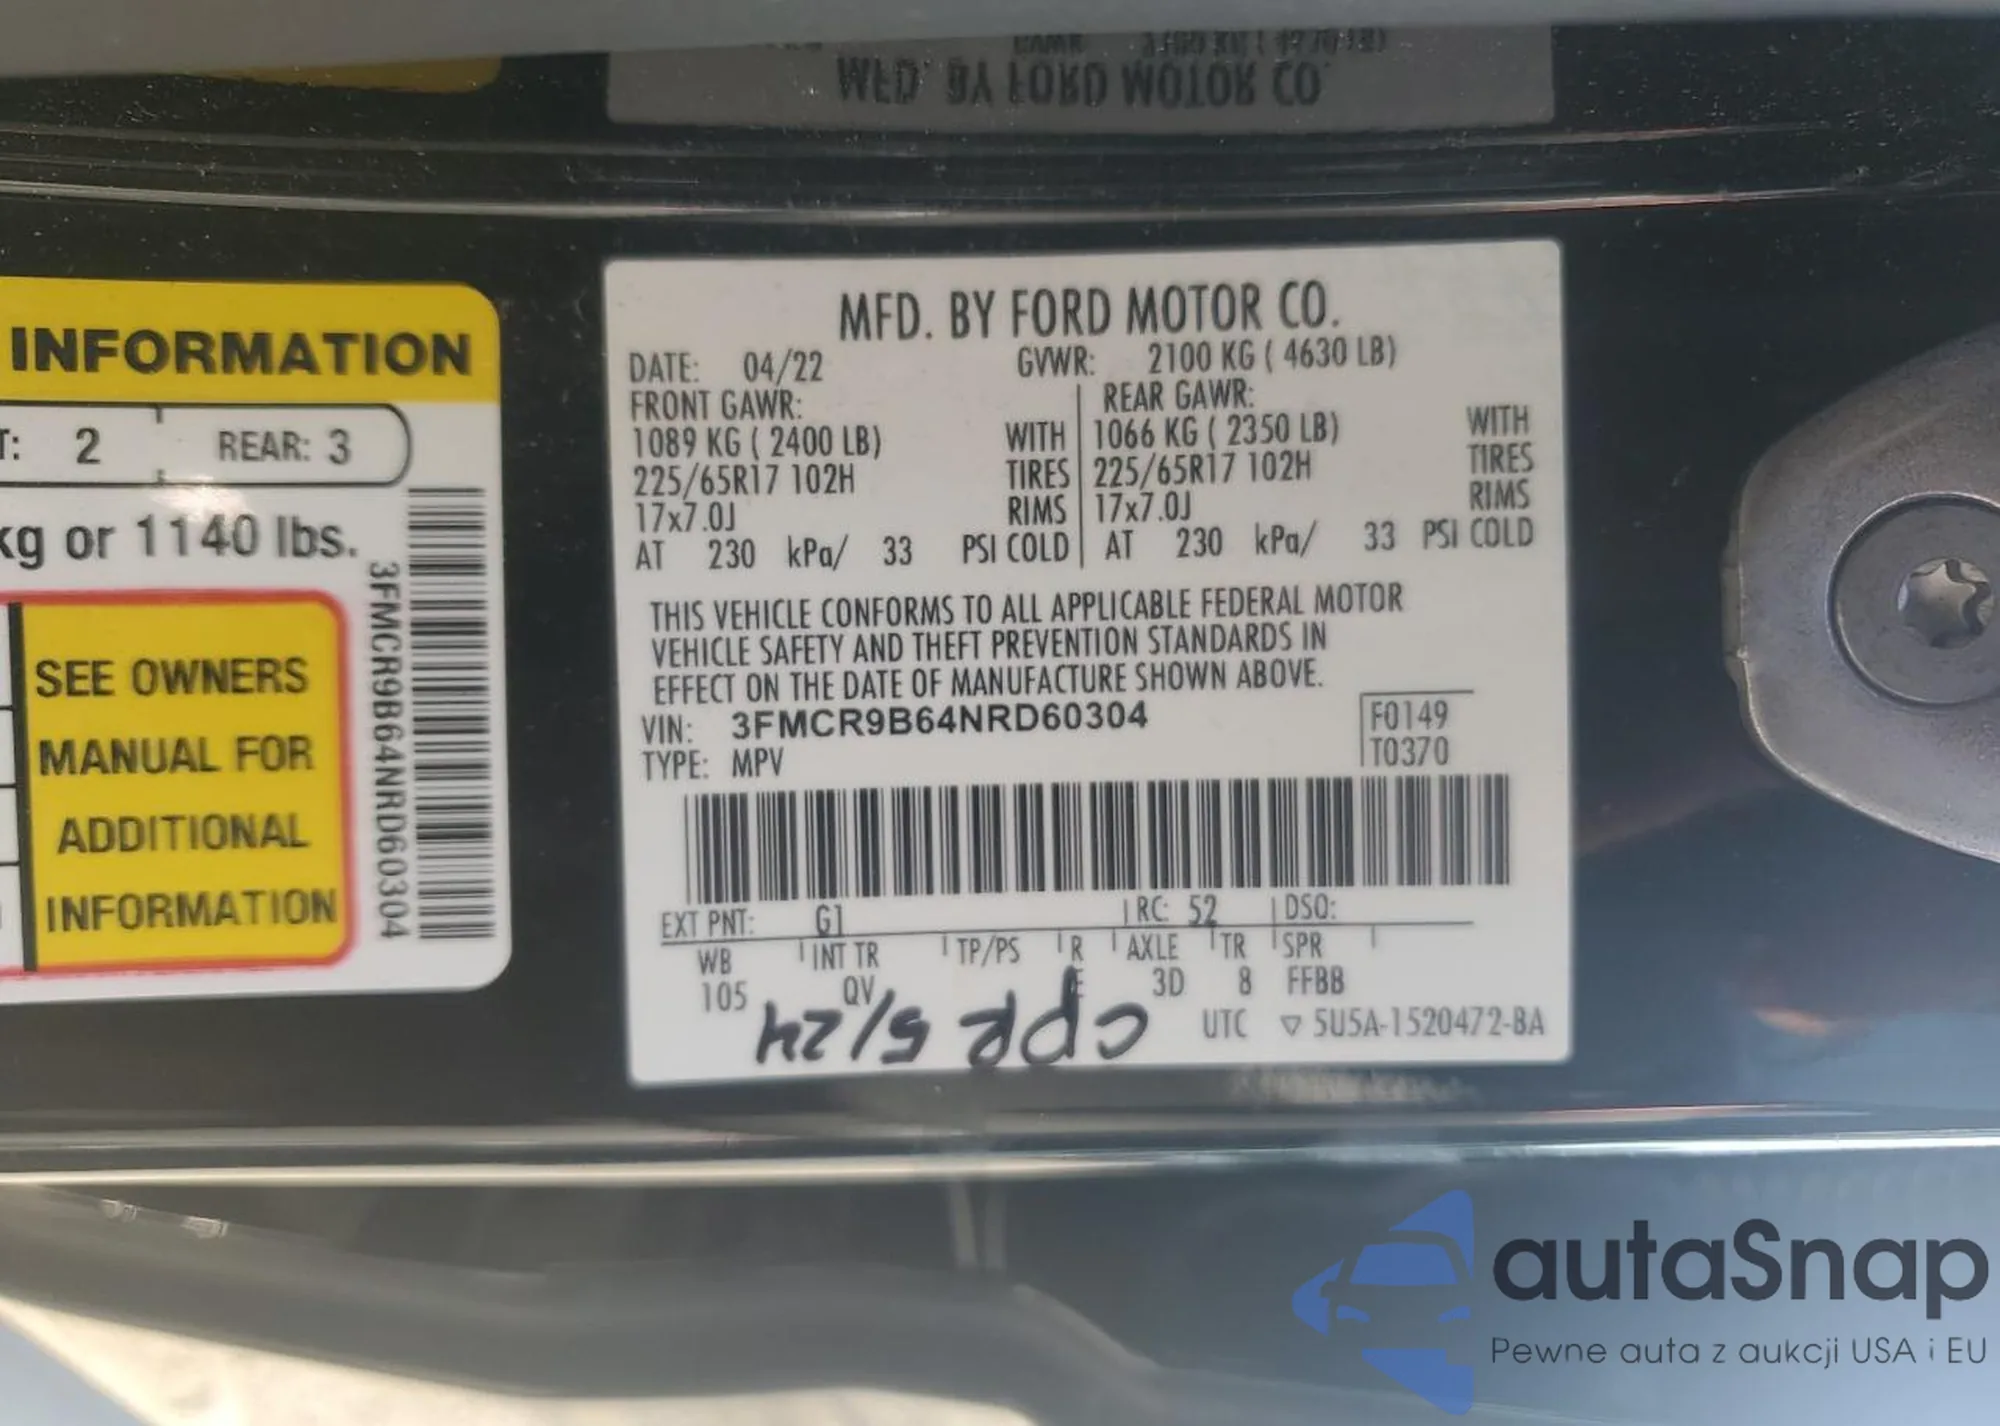 INFORMATION
T: 2 REAR: 3
kg or 1140 lbs.
SEE OWNERS
MANUAL FOR
ADDITIONAL
INFORMATION
3FMCR9B64NRD60304
MFD. BY FORD MOTOR CO.
MFD. BY FORD MOTOR CO.
DATE: 04/22 GVWR: 2100 KG ( 4630 LB)
FRONT GAWR: REAR GAWR:
1089 KG ( 2400 LB) WITH 1066 KG ( 2350 LB) WITH
225/65R17 102H TIRES 225/65R17 102H TIRES
17x7.0J RIMS 17x7.0J RIMS
AT 230 kPa/ 33 PSI COLD AT 230 kPa/ 33 PSI COLD
THIS VEHICLE CONFORMS TO ALL APPLICABLE FEDERAL MOTOR
VEHICLE SAFETY AND THEFT PREVENTION STANDARDS IN
EFFECT ON THE DATE OF MANUFACTURE SHOWN ABOVE.
VIN: 3FMCR9B64NRD60304 F0149
TYPE: MPV T0370
EXT PNT: G1 RC: 52 DSO:
WB INT TR TP/PS R AXLE TR SPR
105 QV E 3D 8 FFBB
UTC ▽ 5U5A-1520472-BA
CPR 5/24
autaSnap
Pewne auta z aukcji USA i EU